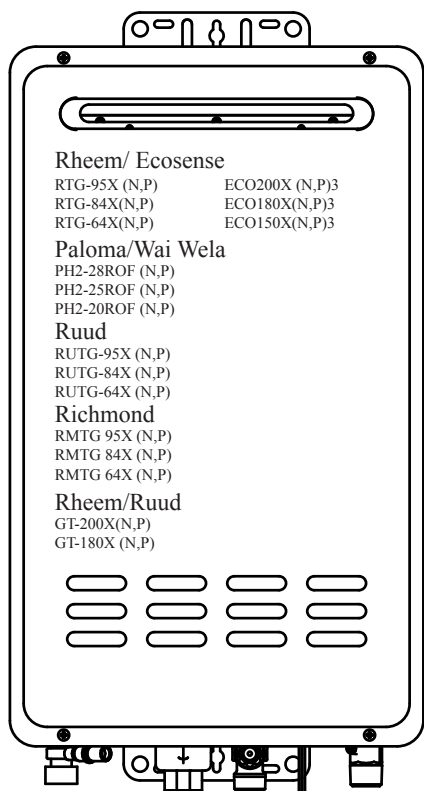 Rheem/ Ecosense
RTG-95X (N,P) ECO200X (N,P)3
RTG-84X(N,P) ECO180X(N,P)3
RTG-64X(N,P) ECO150X(N,P)3
Paloma/Wai Wela
PH2-28ROF (N,P)
PH2-25ROF (N,P)
PH2-20ROF (N,P)
Ruud
RUTG-95X (N,P)
RUTG-84X (N,P)
RUTG-64X (N,P)
Richmond
RMTG 95X (N,P)
RMTG 84X (N,P)
RMTG 64X (N,P)
Rheem/Ruud
GT-200X(N,P)
GT-180X (N,P)